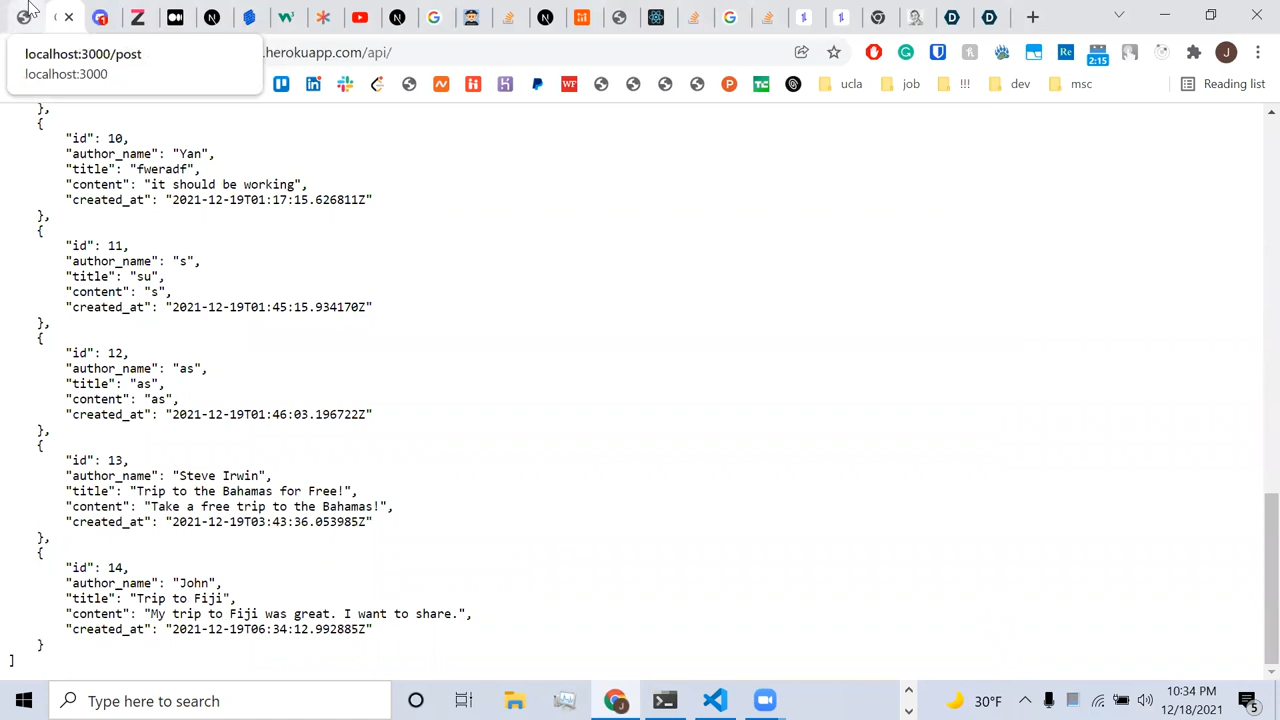 localhost:3000/post
localhost:3000
.herokuapp.com/api/
2:15
Re
J
WF
P
TC
ucla
job
!!!
dev
msc
Reading list
},
{
"id": 10,
"author_name": "Yan",
"title": "fweradf",
"content": "it should be working",
"created_at": "2021-12-19T01:17:15.626811Z"
},
{
"id": 11,
"author_name": "s",
"title": "su",
"content": "s",
"created_at": "2021-12-19T01:45:15.934170Z"
},
{
"id": 12,
"author_name": "as",
"title": "as",
"content": "as",
"created_at": "2021-12-19T01:46:03.196722Z"
},
{
"id": 13,
"author_name": "Steve Irwin",
"title": "Trip to the Bahamas for Free!",
"content": "Take a free trip to the Bahamas!",
"created_at": "2021-12-19T03:43:36.053985Z"
},
{
"id": 14,
"author_name": "John",
"title": "Trip to Fiji",
"content": "My trip to Fiji was great. I want to share.",
"created_at": "2021-12-19T06:34:12.992885Z"
}
]
Type here to search
30°F
10:34 PM
12/18/2021
5